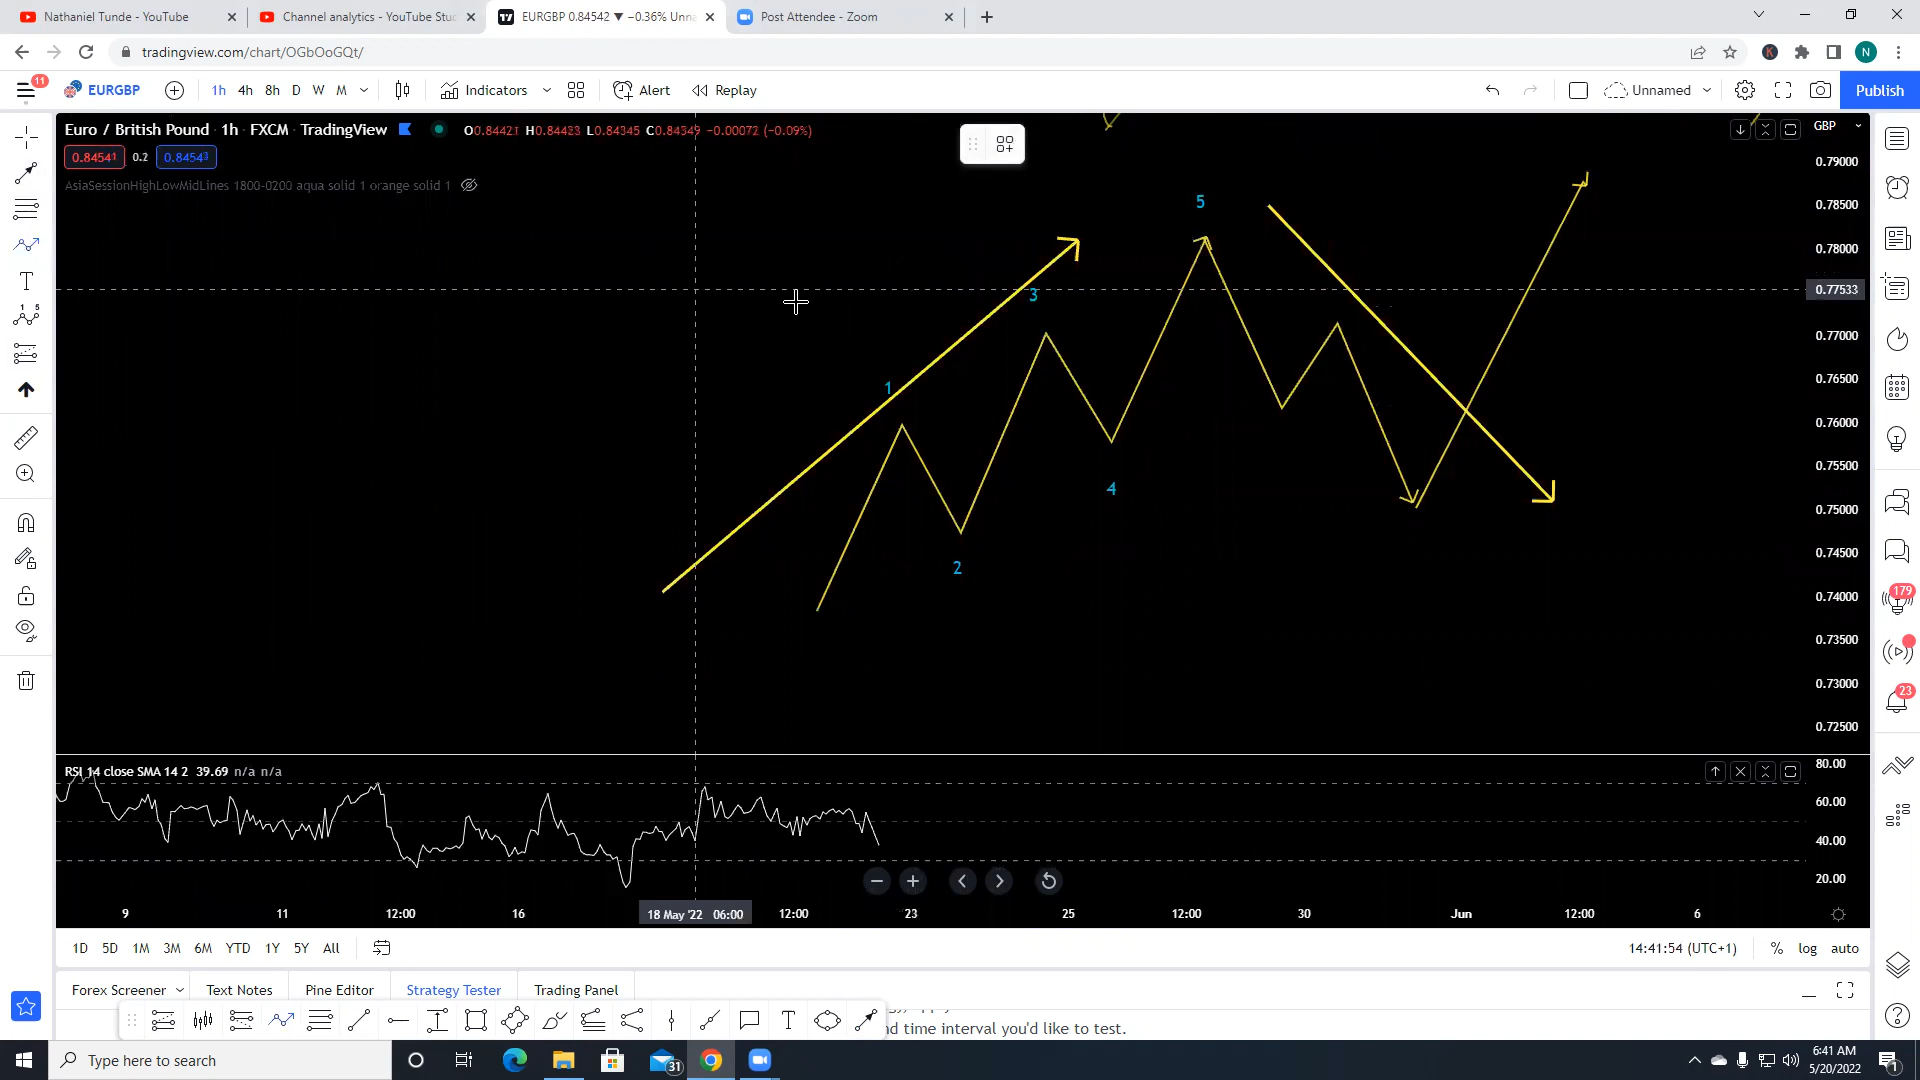 Nathaniel Tunde - YouTube
Channel analytics - YouTube Stu
EURGBP 0.84542 ▼ −0.36% Unna
Post Attendee - Zoom
tradingview.com/chart/OGbOoGQt/
K
N
11
EURGBP
1h 4h 8h D W M
Indicators
Alert
Replay
Unnamed
Publish
Euro / British Pound · 1h · FXCM · TradingView
O0.84421 H0.84423 L0.84345 C0.84349 −0.00072 (−0.09%)
GBP
0.84541 0.2 0.84543
AsiaSessionHighLowMidLines 1800-0200 aqua solid 1 orange solid 1
0.79000
0.78500
0.78000
0.77533
0.77000
0.76500
0.76000
0.75500
0.75000
0.74500
0.74000
0.73500
0.73000
0.72500
5
3
1
4
2
179
23
RSI 14 close SMA 14 2 39.69 n/a n/a
80.00
60.00
40.00
20.00
9 11 12:00 16 18 May '22 06:00 12:00 23 25 12:00 30 Jun 12:00 6
1D 5D 1M 3M 6M YTD 1Y 5Y All
14:41:54 (UTC+1) % log auto
Forex Screener Text Notes Pine Editor Strategy Tester Trading Panel
nd time interval you'd like to test.
Type here to search
31
6:41 AM
5/20/2022
1